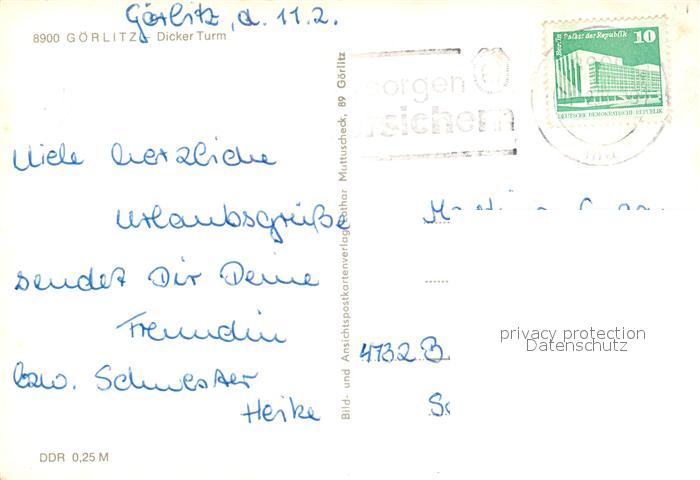 Görlitz, d. 11.2.
8900 GÖRLITZ - Dicker Turm
Viele herzliche
Urlaubsgrüße
sendet Dir Deine
Freundin
bzw. Schwester
Heike
DDR 0,25 M
Bild- und Ansichtspostkartenverlag Lothar Muttuscheck, 89 Görlitz
orgen
sichern
Berlin Palast der Republik 10
DEUTSCHE DEMOKRATISCHE REPUBLIK
4732 B
privacy protection
Datenschutz